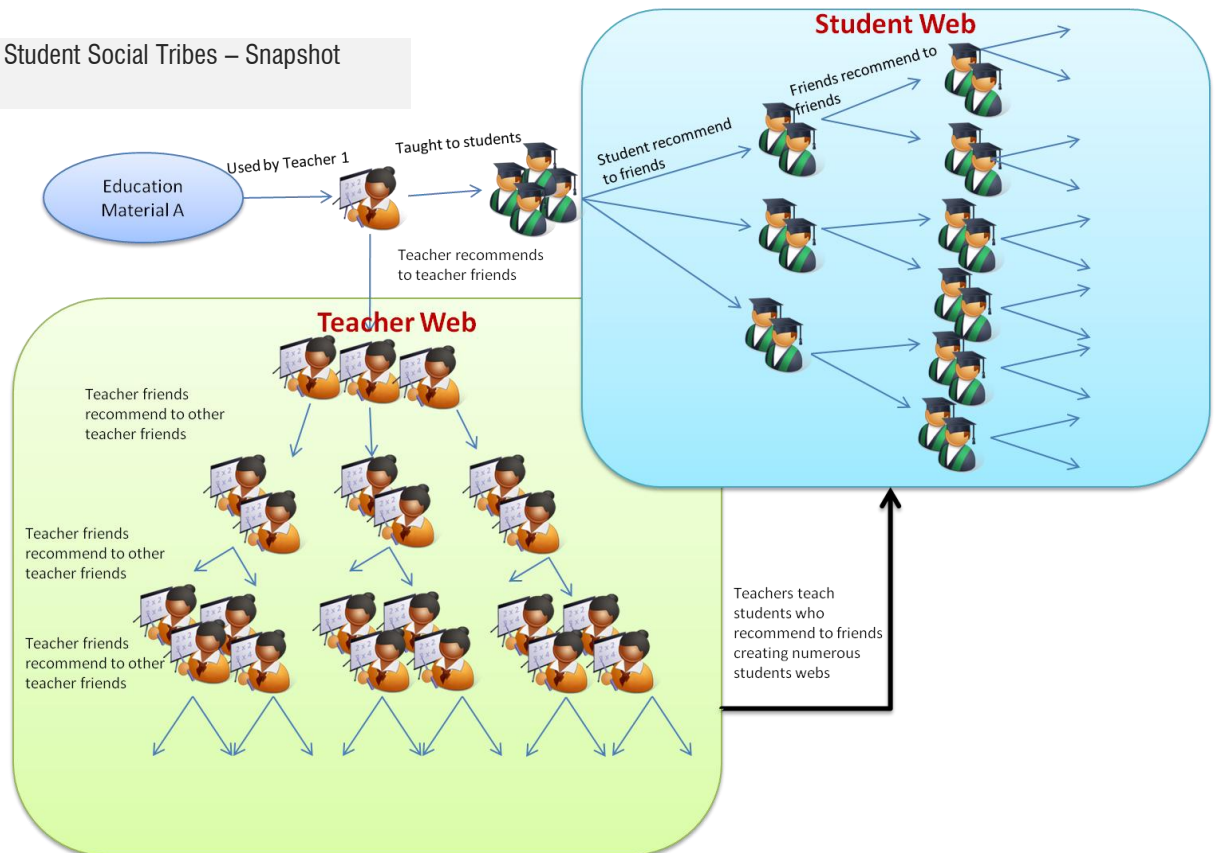 Student Social Tribes – Snapshot
Student Web
Education
Material A
Used by Teacher 1
Taught to students
Student recommend
to friends
Friends recommend to
friends
Teacher recommends
to teacher friends
Teacher Web
Teacher friends
recommend to other
teacher friends
Teacher friends
recommend to other
teacher friends
Teacher friends
recommend to other
teacher friends
Teachers teach
students who
recommend to friends
creating numerous
students webs